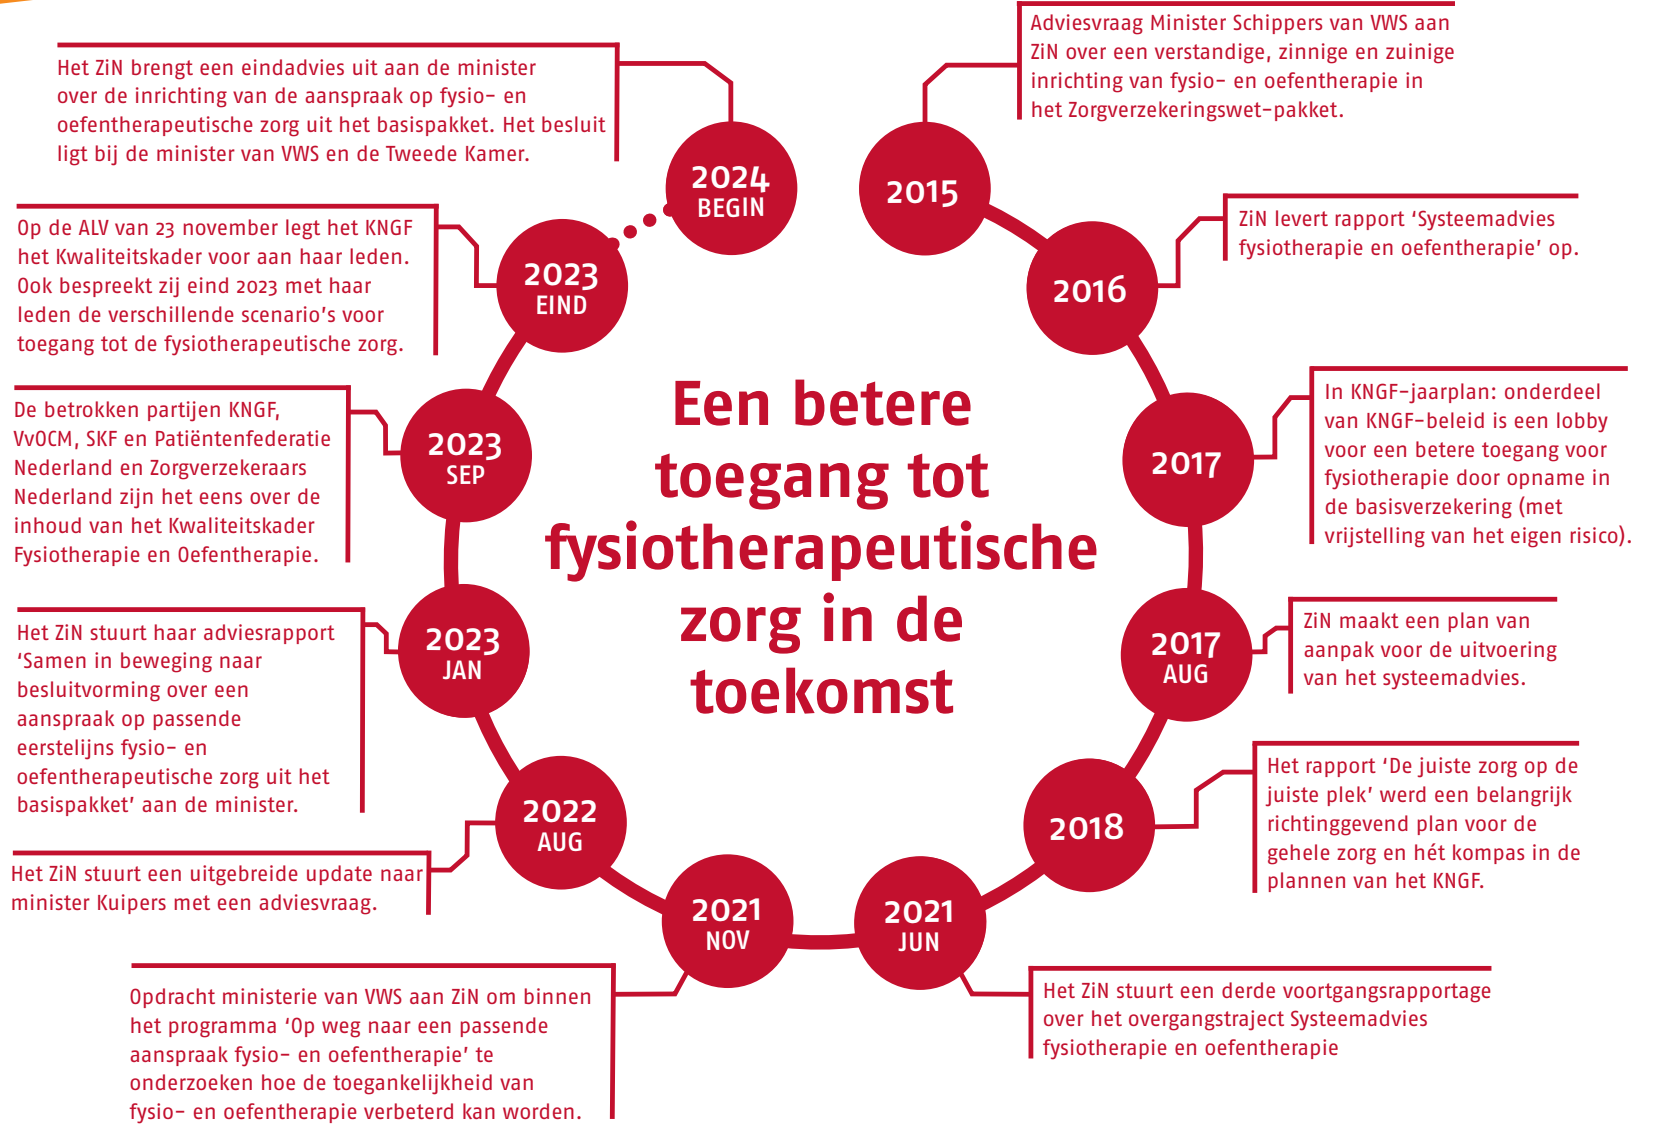 Een betere
toegang tot
fysiotherapeutische
zorg in de
toekomst
2015
Adviesvraag Minister Schippers van VWS aan
ZiN over een verstandige, zinnige en zuinige
inrichting van fysio- en oefentherapie in
het Zorgverzekeringswet-pakket.
2016
ZiN levert rapport ‘Systeemadvies
fysiotherapie en oefentherapie’ op.
2017
In KNGF-jaarplan: onderdeel
van KNGF-beleid is een lobby
voor een betere toegang voor
fysiotherapie door opname in
de basisverzekering (met
vrijstelling van het eigen risico).
2017
AUG
ZiN maakt een plan van
aanpak voor de uitvoering
van het systeemadvies.
2018
Het rapport ‘De juiste zorg op de
juiste plek’ werd een belangrijk
richtinggevend plan voor de
gehele zorg en hét kompas in de
plannen van het KNGF.
2021
JUN
Het ZiN stuurt een derde voortgangsrapportage
over het overgangstraject Systeemadvies
fysiotherapie en oefentherapie
2021
NOV
Opdracht ministerie van VWS aan ZiN om binnen
het programma ‘Op weg naar een passende
aanspraak fysio- en oefentherapie’ te
onderzoeken hoe de toegankelijkheid van
fysio- en oefentherapie verbeterd kan worden.
2022
AUG
Het ZiN stuurt een uitgebreide update naar
minister Kuipers met een adviesvraag.
2023
JAN
Het ZiN stuurt haar adviesrapport
‘Samen in beweging naar
besluitvorming over een
aanspraak op passende
eerstelijns fysio- en
oefentherapeutische zorg uit het
basispakket’ aan de minister.
2023
SEP
De betrokken partijen KNGF,
VvOCM, SKF en Patiëntenfederatie
Nederland en Zorgverzekeraars
Nederland zijn het eens over de
inhoud van het Kwaliteitskader
Fysiotherapie en Oefentherapie.
2023
EIND
Op de ALV van 23 november legt het KNGF
het Kwaliteitskader voor aan haar leden.
Ook bespreekt zij eind 2023 met haar
leden de verschillende scenario’s voor
toegang tot de fysiotherapeutische zorg.
2024
BEGIN
Het ZiN brengt een eindadvies uit aan de minister
over de inrichting van de aanspraak op fysio- en
oefentherapeutische zorg uit het basispakket. Het besluit
ligt bij de minister van VWS en de Tweede Kamer.